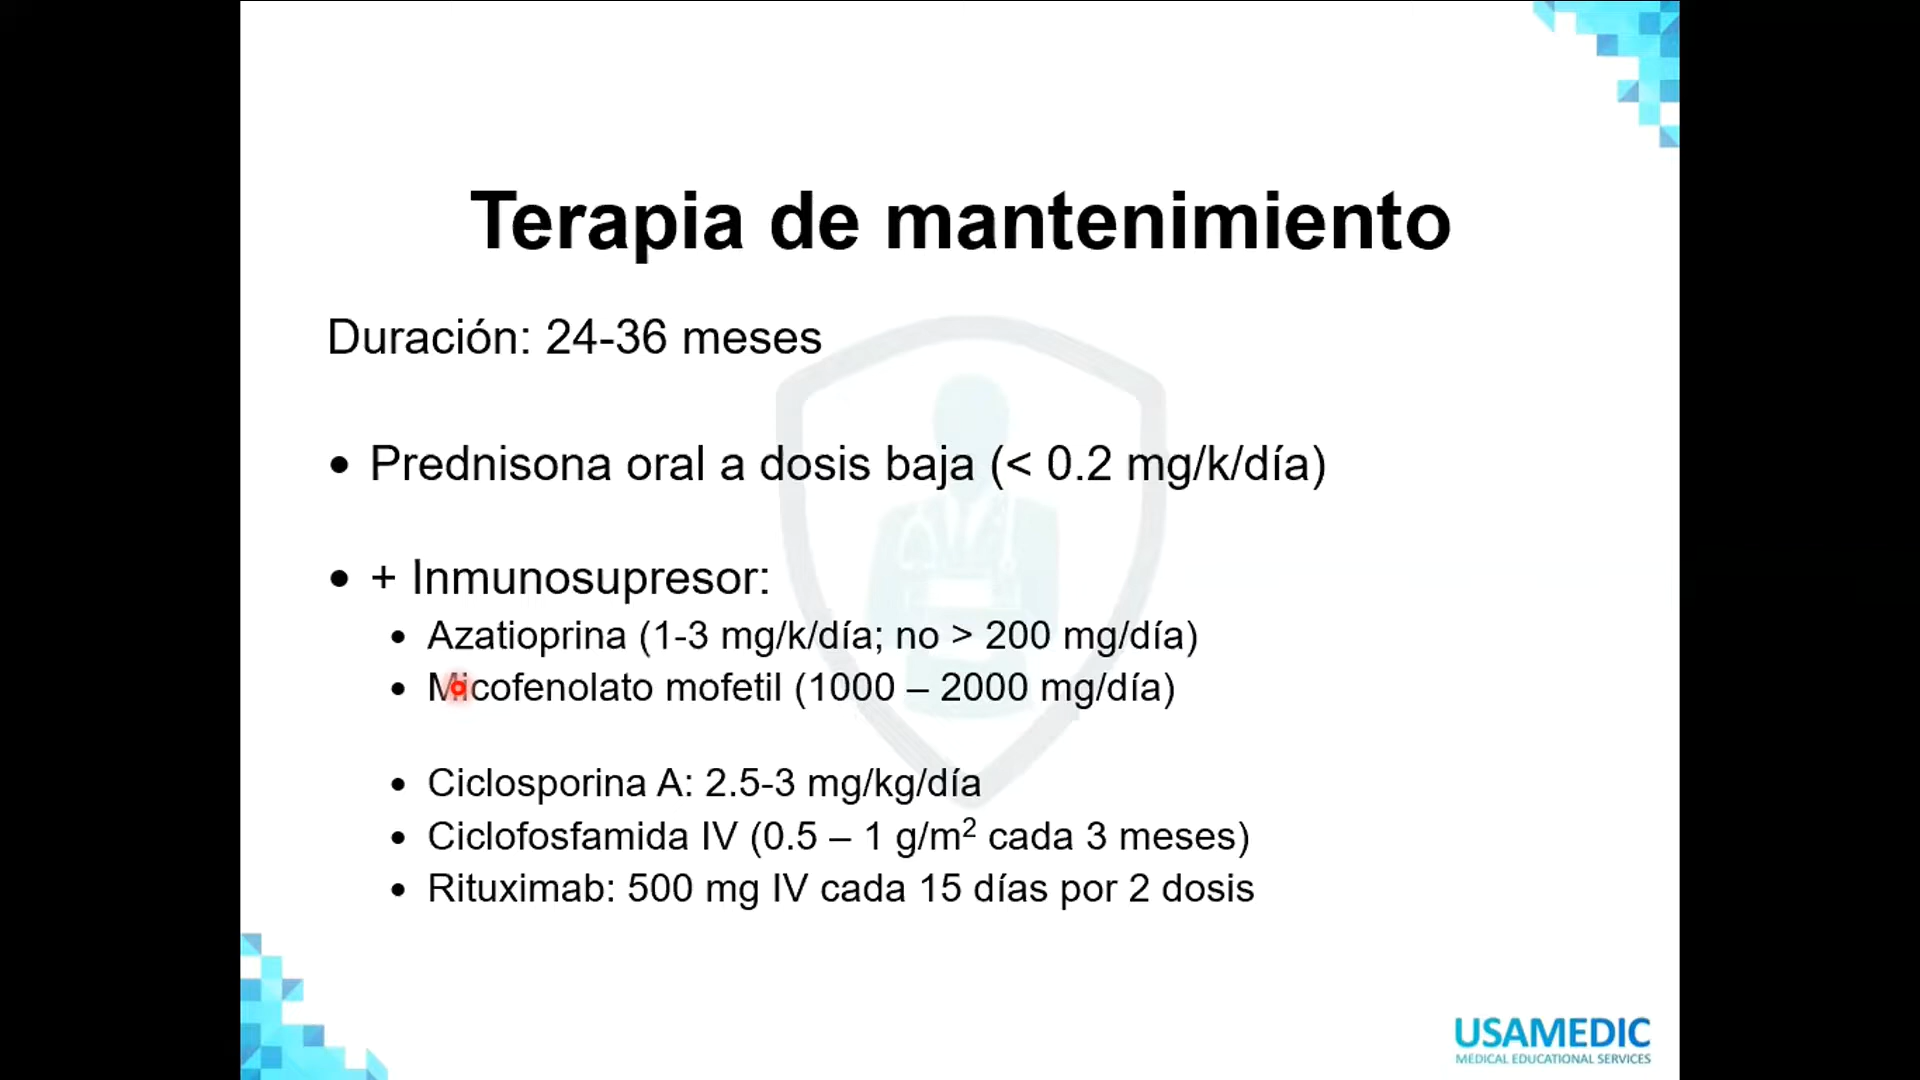 Terapia de mantenimiento
Duración: 24-36 meses
• Prednisona oral a dosis baja (< 0.2 mg/k/día)
• + Inmunosupresor:
• Azatioprina (1-3 mg/k/día; no > 200 mg/día)
• Micofenolato mofetil (1000 – 2000 mg/día)
• Ciclosporina A: 2.5-3 mg/kg/día
• Ciclofosfamida IV (0.5 – 1 g/m² cada 3 meses)
• Rituximab: 500 mg IV cada 15 días por 2 dosis
USAMEDIC
MEDICAL EDUCATIONAL SERVICES